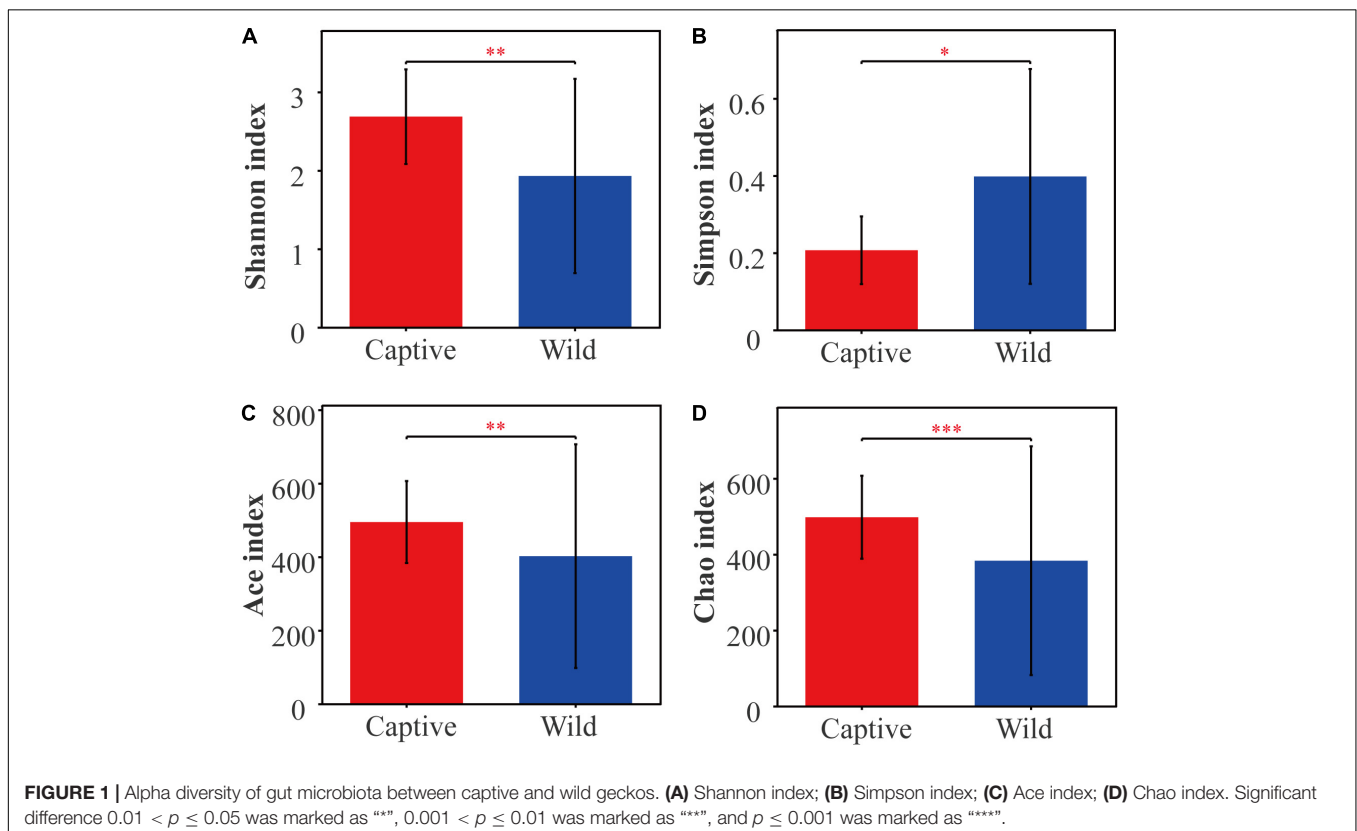 A
**
Shannon index
3
2
1
0
Captive
Wild
B
*
Simpson index
0.6
0.4
0.2
0
Captive
Wild
C
**
Ace index
800
600
400
200
0
Captive
Wild
D
***
Chao index
600
400
200
0
Captive
Wild
FIGURE 1 | Alpha diversity of gut microbiota between captive and wild geckos. (A) Shannon index; (B) Simpson index; (C) Ace index; (D) Chao index. Significant
difference 0.01 < p ≤ 0.05 was marked as “*”, 0.001 < p ≤ 0.01 was marked as “**”, and p ≤ 0.001 was marked as “***”.